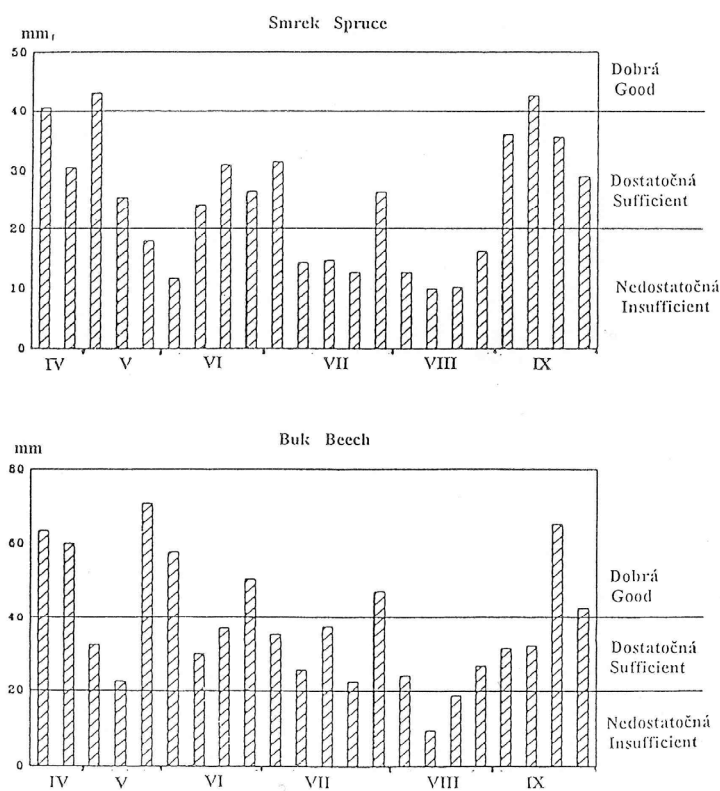 Smrek Spruce
mm,
50
40
30
20
10
0
Dobrá
Good
Dostatočná
Sufficient
Nedostatočná
Insufficient
IV V VI VII VIII IX
Buk Beech
mm
80
60
40
20
0
Dobrá
Good
Dostatočná
Sufficient
Nedostatočná
Insufficient
IV V VI VII VIII IX